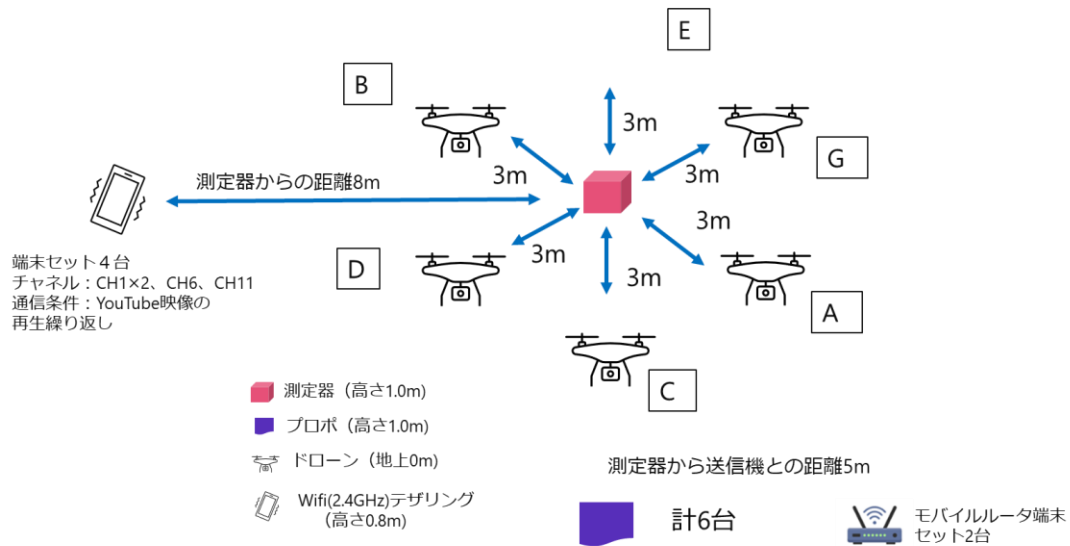 E
B
3m
G
3m
3m
測定器からの距離8m
3m
D
3m
3m
端末セット４台
チャネル：CH1×2、CH6、CH11
通信条件：YouTube映像の
再生繰り返し
A
C
測定器（高さ1.0m）
プロポ（高さ1.0m）
ドローン（地上0m）
測定器から送信機との距離5m
Wifi(2.4GHz)テザリング
（高さ0.8m）
計6台
モバイルルータ端末
セット2台